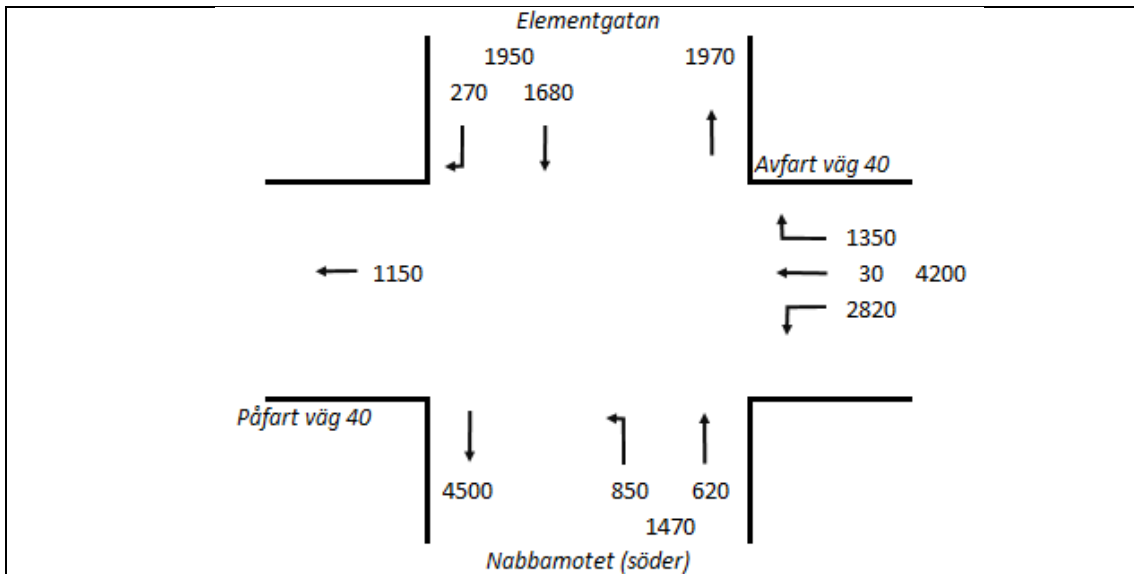 Elementgatan
1950 1970
270 1680
Avfart väg 40
1350
1150 30 4200
2820
Påfart väg 40
4500 850 620
1470
Nabbamotet (söder)